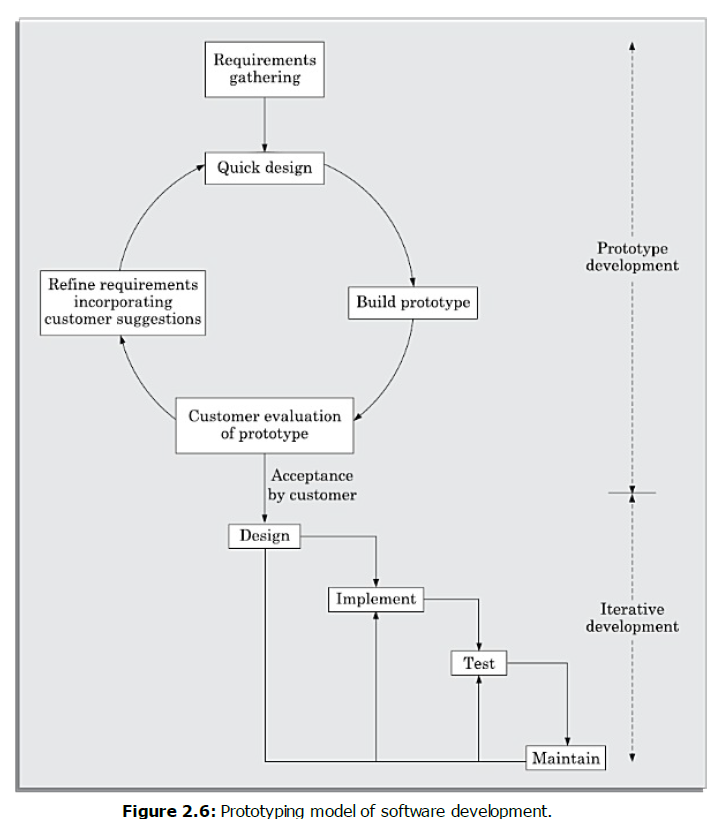 Requirements
gathering
Quick design
Prototype
development
Refine requirements
incorporating
customer suggestions
Build prototype
Customer evaluation
of prototype
Acceptance
by customer
Design
Implement
Iterative
development
Test
Maintain
Figure 2.6: Prototyping model of software development.